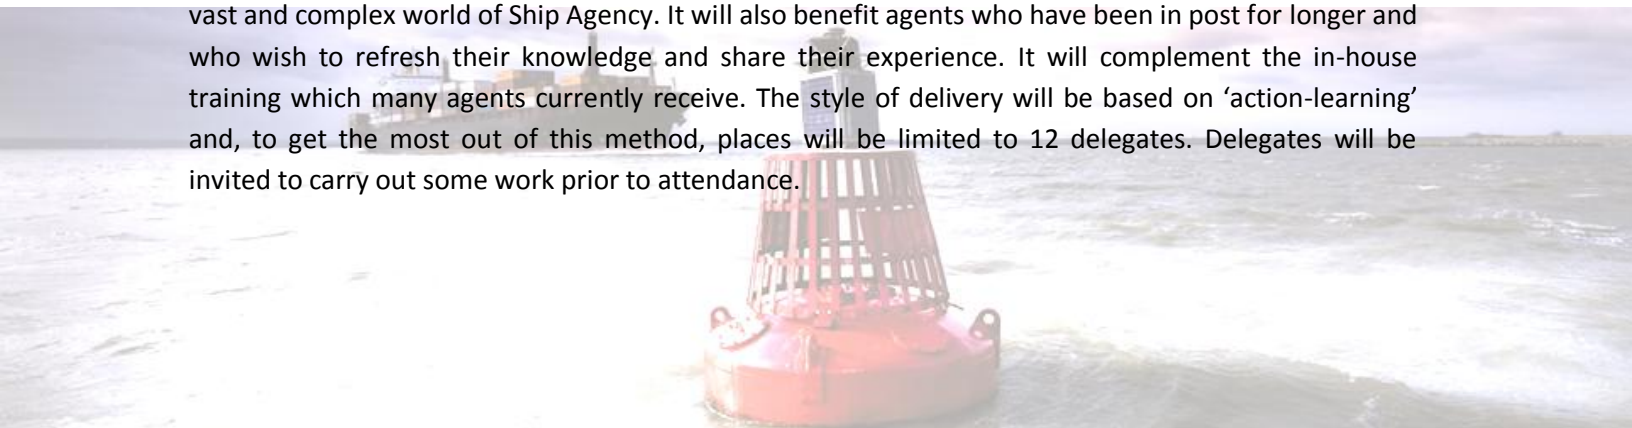 vast and complex world of Ship Agency. It will also benefit agents who have been in post for longer and
who wish to refresh their knowledge and share their experience. It will complement the in-house
training which many agents currently receive. The style of delivery will be based on ‘action-learning’
and, to get the most out of this method, places will be limited to 12 delegates. Delegates will be
invited to carry out some work prior to attendance.